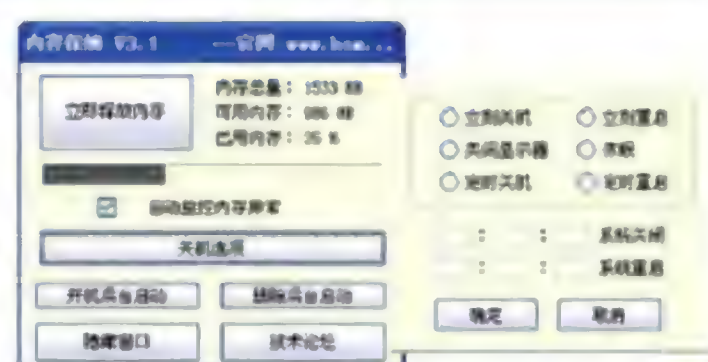 内存释放 V3.1 —官网 www.
立即释放内存
内存总量: 1533 MB
可用内存: 986 MB
已用内存: 35 %
自动监控内存异常
关机选项
开机后台启动
删除后台启动
隐藏窗口
技术论坛
立刻关机
立刻重启
关闭显示器
休眠
定时关机
定时重启
: : 系统关闭
: : 系统重启
确定
取消